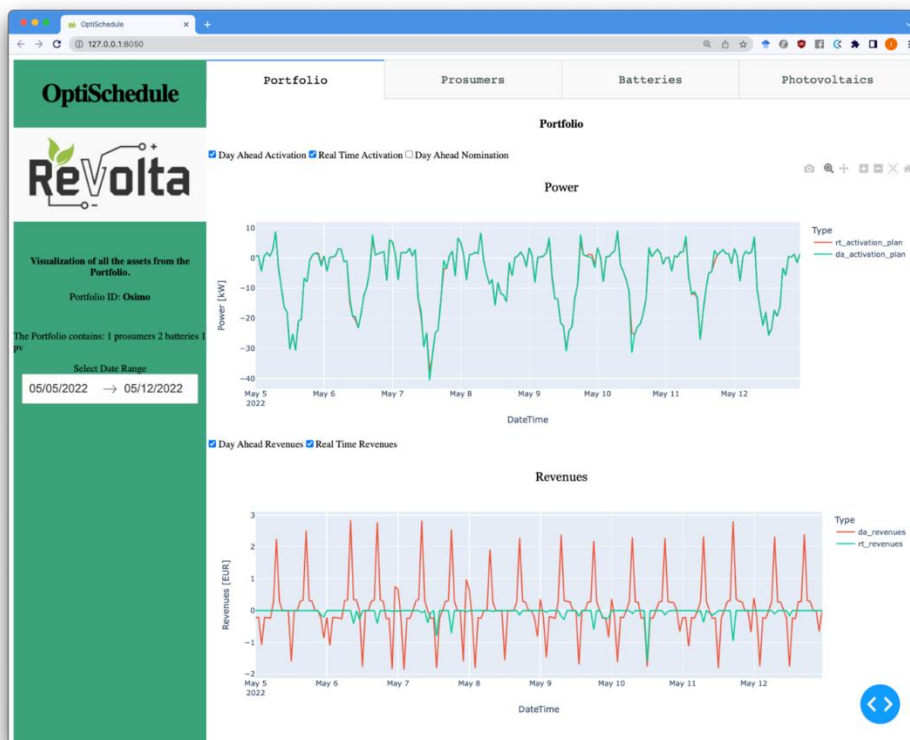 OptiSchedule
127.0.0.1:8050
OptiSchedule
Portfolio
Prosumers
Batteries
Photovoltaics
ReVolta
Visualization of all the assets from the
Portfolio.
Portfolio ID: Osimo
The Portfolio contains: 1 prosumers 2 batteries 1
pv
Select Date Range
05/05/2022 → 05/12/2022
Portfolio
Day Ahead Activation Real Time Activation Day Ahead Nomination
Power
Power [kW]
10
0
−10
−20
−30
−40
May 5
2022
May 6
May 7
May 8
May 9
May 10
May 11
May 12
DateTime
Type
rt_activation_plan
da_activation_plan
Day Ahead Revenues Real Time Revenues
Revenues
Revenues [EUR]
3
2
1
0
−1
−2
May 5
2022
May 6
May 7
May 8
May 9
May 10
May 11
May 12
DateTime
Type
da_revenues
rt_revenues